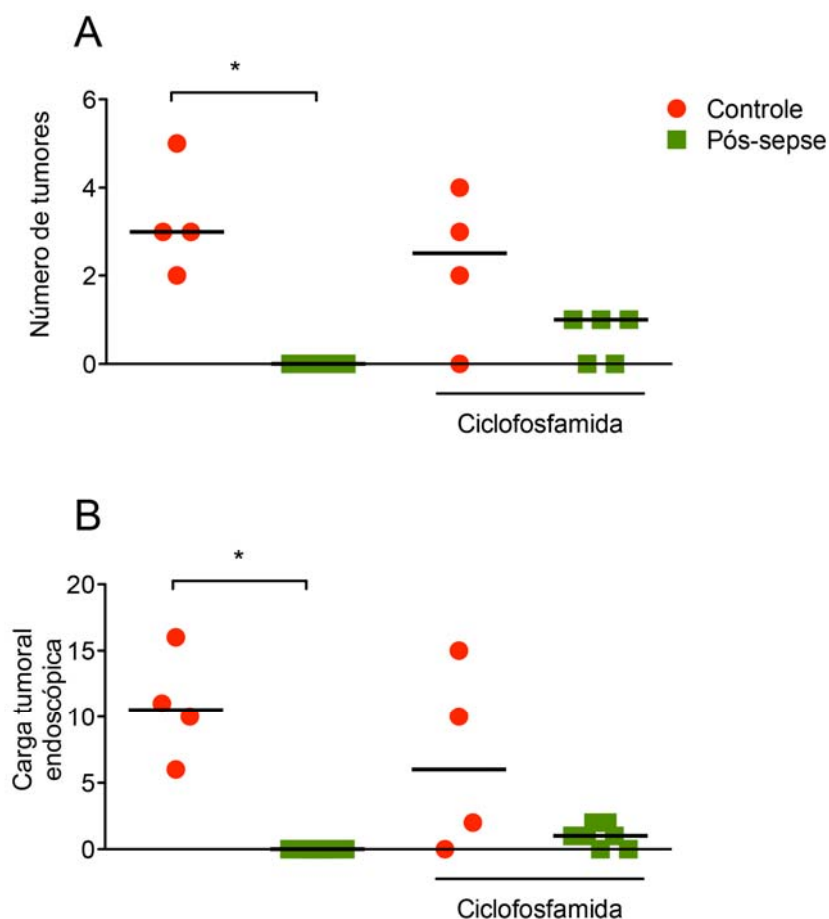 A
*
6
4
2
0
Número de tumores
Controle
Pós-sepse
Ciclofosfamida
B
*
20
15
10
5
0
Carga tumoral
endoscópica
Ciclofosfamida